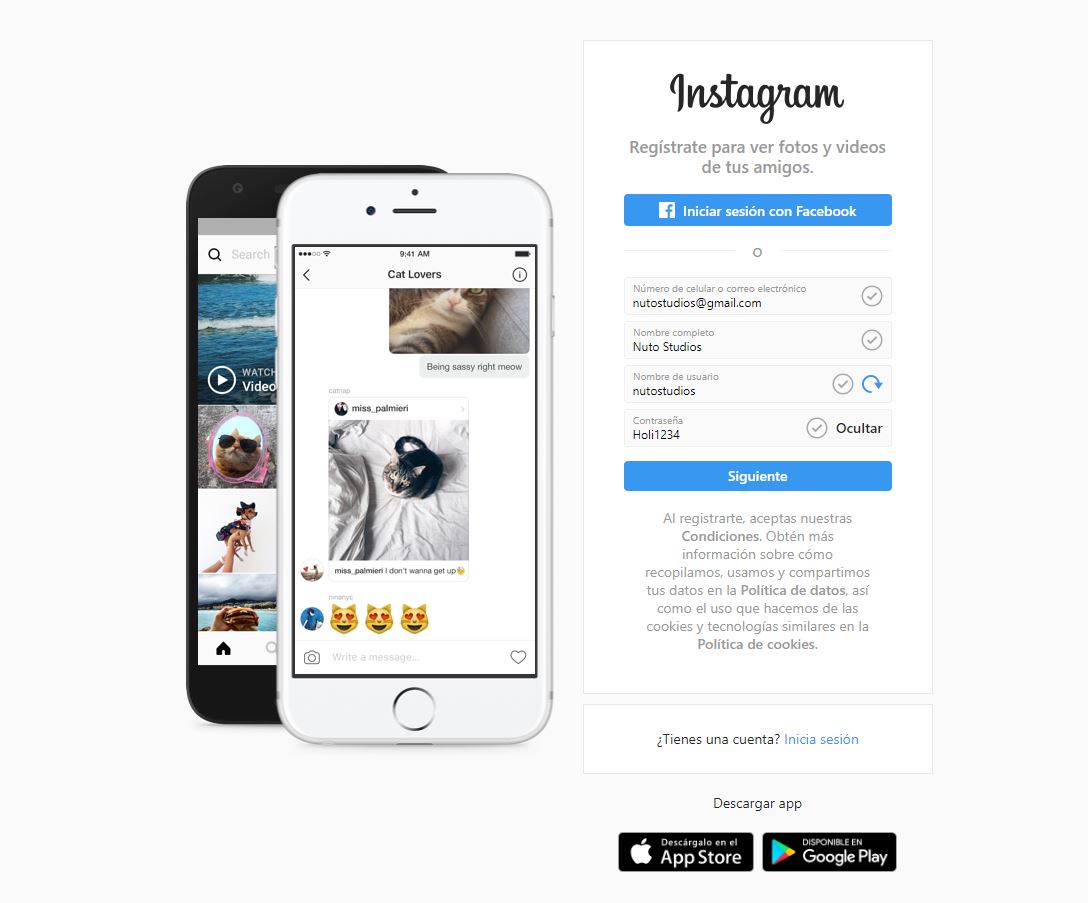 Search
WATCH
Video
9:41 AM
Cat Lovers
Being sassy right meow
catnap
miss_palmieri
miss_palmieri I don't wanna get up😴
ninanyc
😻 😻 😻
Write a message...
Instagram
Regístrate para ver fotos y videos
de tus amigos.
Iniciar sesión con Facebook
O
Número de celular o correo electrónico
nutostudios@gmail.com
Nombre completo
Nuto Studios
Nombre de usuario
nutostudios
Contraseña
Holi1234
Ocultar
Siguiente
Al registrarte, aceptas nuestras
Condiciones. Obtén más
información sobre cómo
recopilamos, usamos y compartimos
tus datos en la Política de datos, así
como el uso que hacemos de las
cookies y tecnologías similares en la
Política de cookies.
¿Tienes una cuenta? Inicia sesión
Descargar app
Descárgalo en el
App Store
DISPONIBLE EN
Google Play